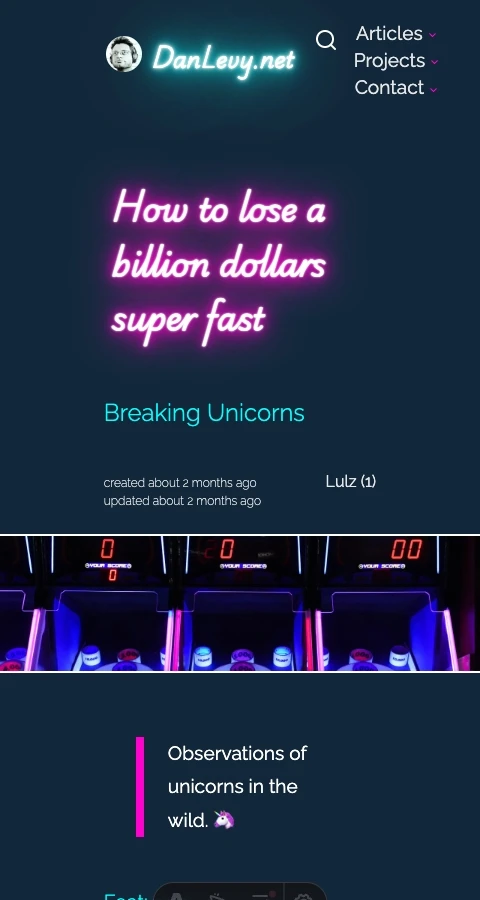 DanLevy.net
Articles
Projects
Contact
How to lose a
billion dollars
super fast
Breaking Unicorns
created about 2 months ago
Lulz (1)
updated about 2 months ago
0
0
00
YOUR SCORE
YOUR SCORE
YOUR SCORE
0
Observations of
unicorns in the
wild. 🦄